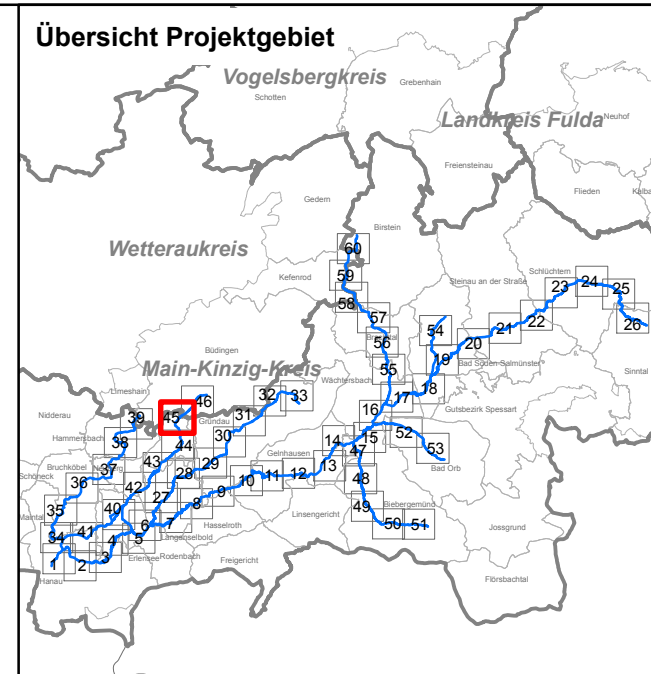 Übersicht Projektgebiet
Vogelsbergkreis
Grebenhain
Schotten
Landkreis Fulda
Neuhof
Freiensteinau
Flieden
Kalba
Gedern
Birstein
Wetteraukreis
60
Steinau an der Straße
Schlüchtern
Kefenrod
59
23
24
25
58
57
54
22
26
56
21
Büdingen
20
Sinntal
19
Main-Kinzig-Kreis
55
Bad Soden-Salmünster
Limeshain
46
32
33
Wächtersbach
17
18
Nidderau
39
45
31
16
Gutsbezirk Spessart
Gründau
Hammersbach
38
44
30
14
15
52
53
Bruchköbel
43
29
Gelnhausen
47
Bad Orb
Schöneck
37
28
10
11
12
13
48
36
42
27
9
Maintal
35
40
8
49
Biebergemünd
Hasselroth
Linsengericht
50
51
Jossgrund
34
41
6
7
Langenselbold
4
5
Erlensee
Rodenbach
Freigericht
1
2
3
Hanau
Flörsbachtal